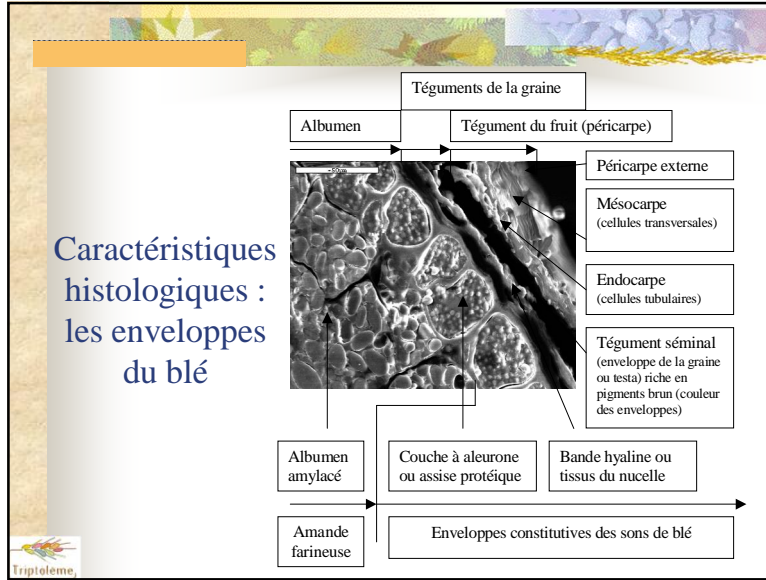 Téguments de la graine
Albumen
Tégument du fruit (péricarpe)
Péricarpe externe
Mésocarpe
(cellules transversales)
Caractéristiques
histologiques :
les enveloppes
du blé
Endocarpe
(cellules tubulaires)
Tégument séminal
(enveloppe de la graine
ou testa) riche en
pigments brun (couleur
des enveloppes)
Albumen
amylacé
Couche à aleurone
ou assise protéique
Bande hyaline ou
tissus du nucelle
Amande
farineuse
Enveloppes constitutives des sons de blé
Triptoleme